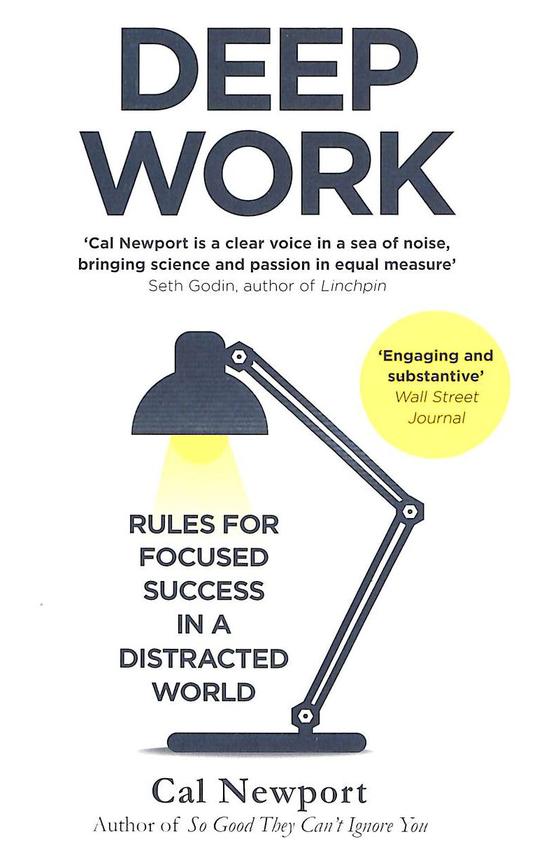 DEEP
WORK
‘Cal Newport is a clear voice in a sea of noise,
bringing science and passion in equal measure’
Seth Godin, author of Linchpin
‘Engaging and
substantive’
Wall Street
Journal
RULES FOR
FOCUSED
SUCCESS
IN A
DISTRACTED
WORLD
Cal Newport
Author of So Good They Can’t Ignore You